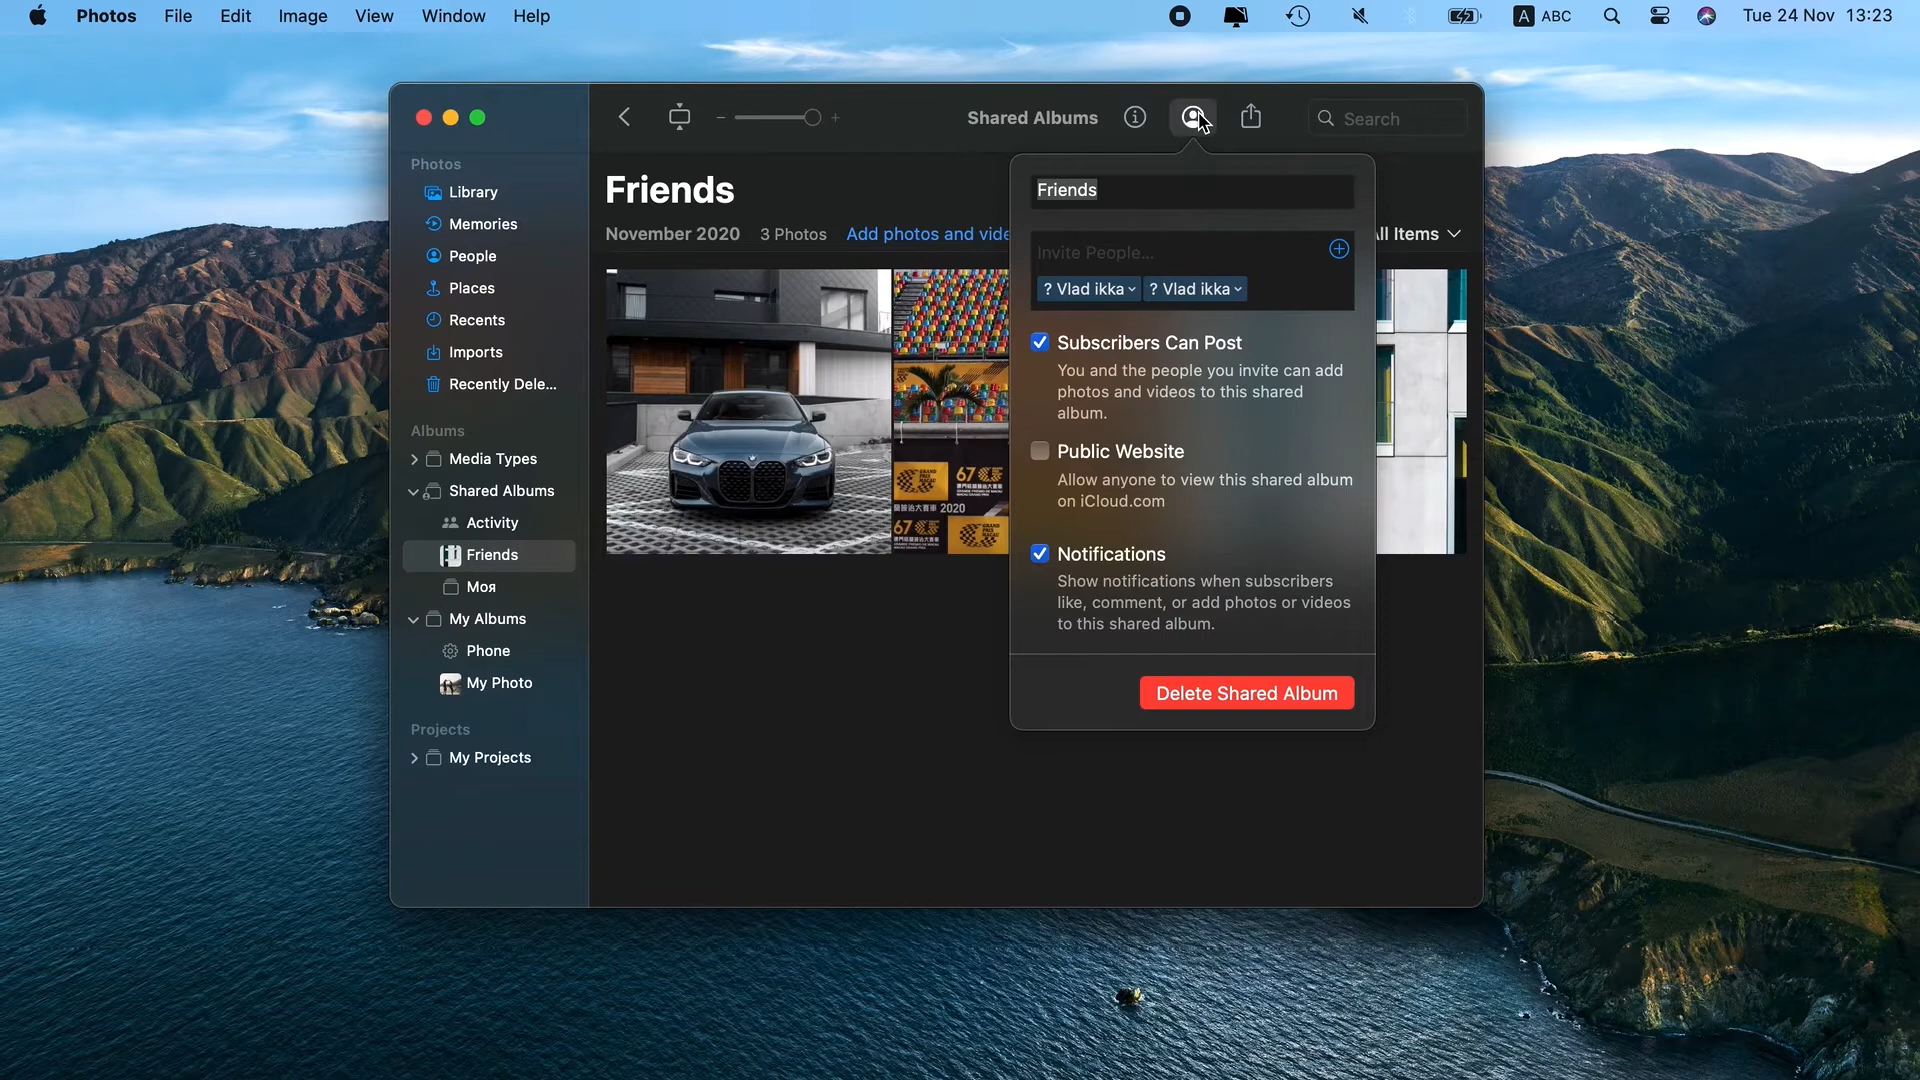 Photos File Edit Image View Window Help
A ABC Tue 24 Nov 13:23
Shared Albums
Search
Photos
Library
Memories
People
Places
Recents
Imports
Recently Dele...
Albums
Media Types
Shared Albums
Activity
Friends
Моя
My Albums
Phone
My Photo
Projects
My Projects
Friends
November 2020 3 Photos Add photos and vide
All Items
67
2020
67
Friends
Invite People...
? Vlad ikka ? Vlad ikka
Subscribers Can Post
You and the people you invite can add
photos and videos to this shared
album.
Public Website
Allow anyone to view this shared album
on iCloud.com
Notifications
Show notifications when subscribers
like, comment, or add photos or videos
to this shared album.
Delete Shared Album